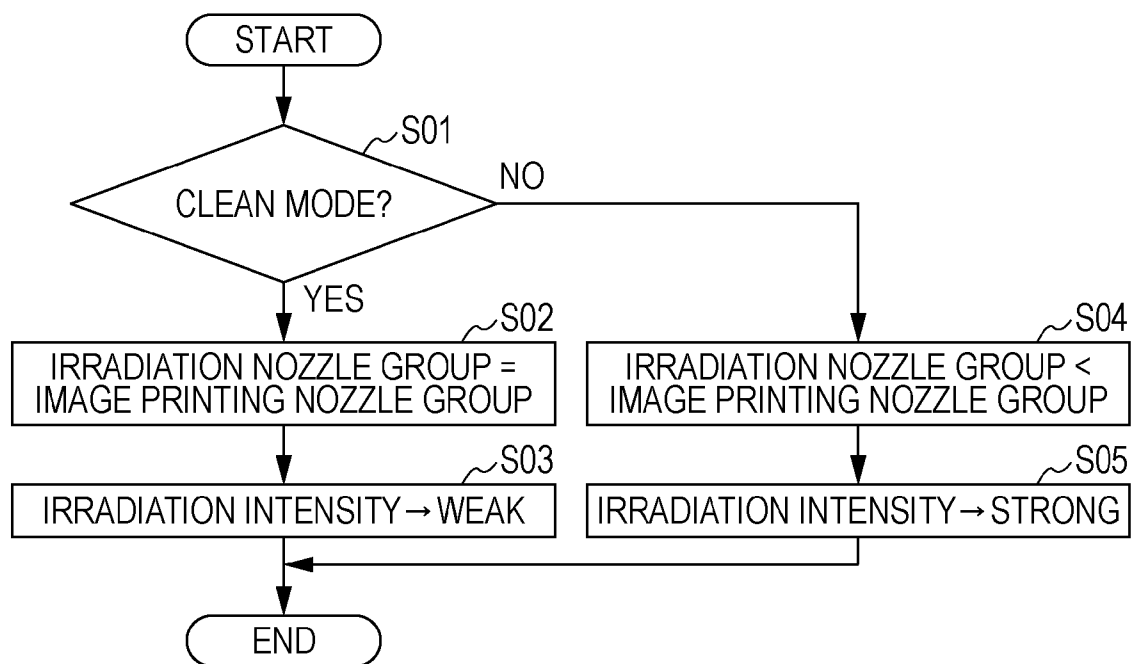 START
S01
CLEAN MODE?
NO
YES
S02
IRRADIATION NOZZLE GROUP =
IMAGE PRINTING NOZZLE GROUP
S03
IRRADIATION INTENSITY → WEAK
S04
IRRADIATION NOZZLE GROUP <
IMAGE PRINTING NOZZLE GROUP
S05
IRRADIATION INTENSITY → STRONG
END